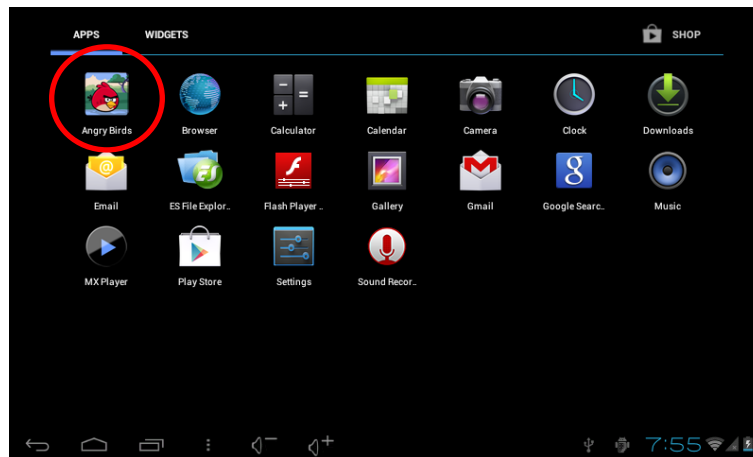 APPS WIDGETS SHOP
Angry Birds Browser Calculator Calendar Camera Clock Downloads
Email ES File Explor.. Flash Player .. Gallery Gmail Google Searc.. Music
MX Player Play Store Settings Sound Recor..
7:55